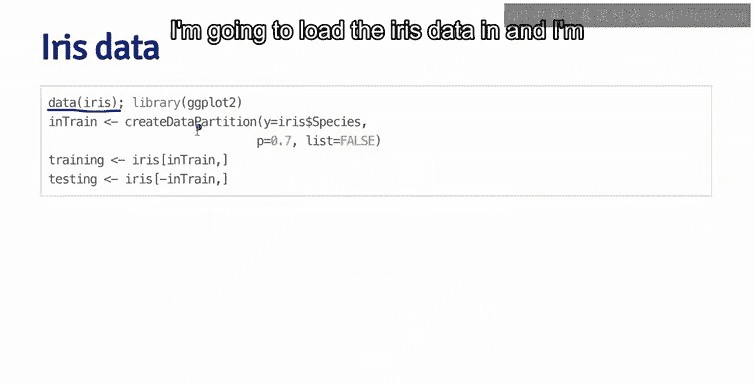 I'm going to load the iris data in and I'm
Iris data
data(iris); library(ggplot2)
inTrain <- createDataPartition(y=iris$Species,
p=0.7, list=FALSE)
training <- iris[inTrain,]
testing <- iris[-inTrain,]